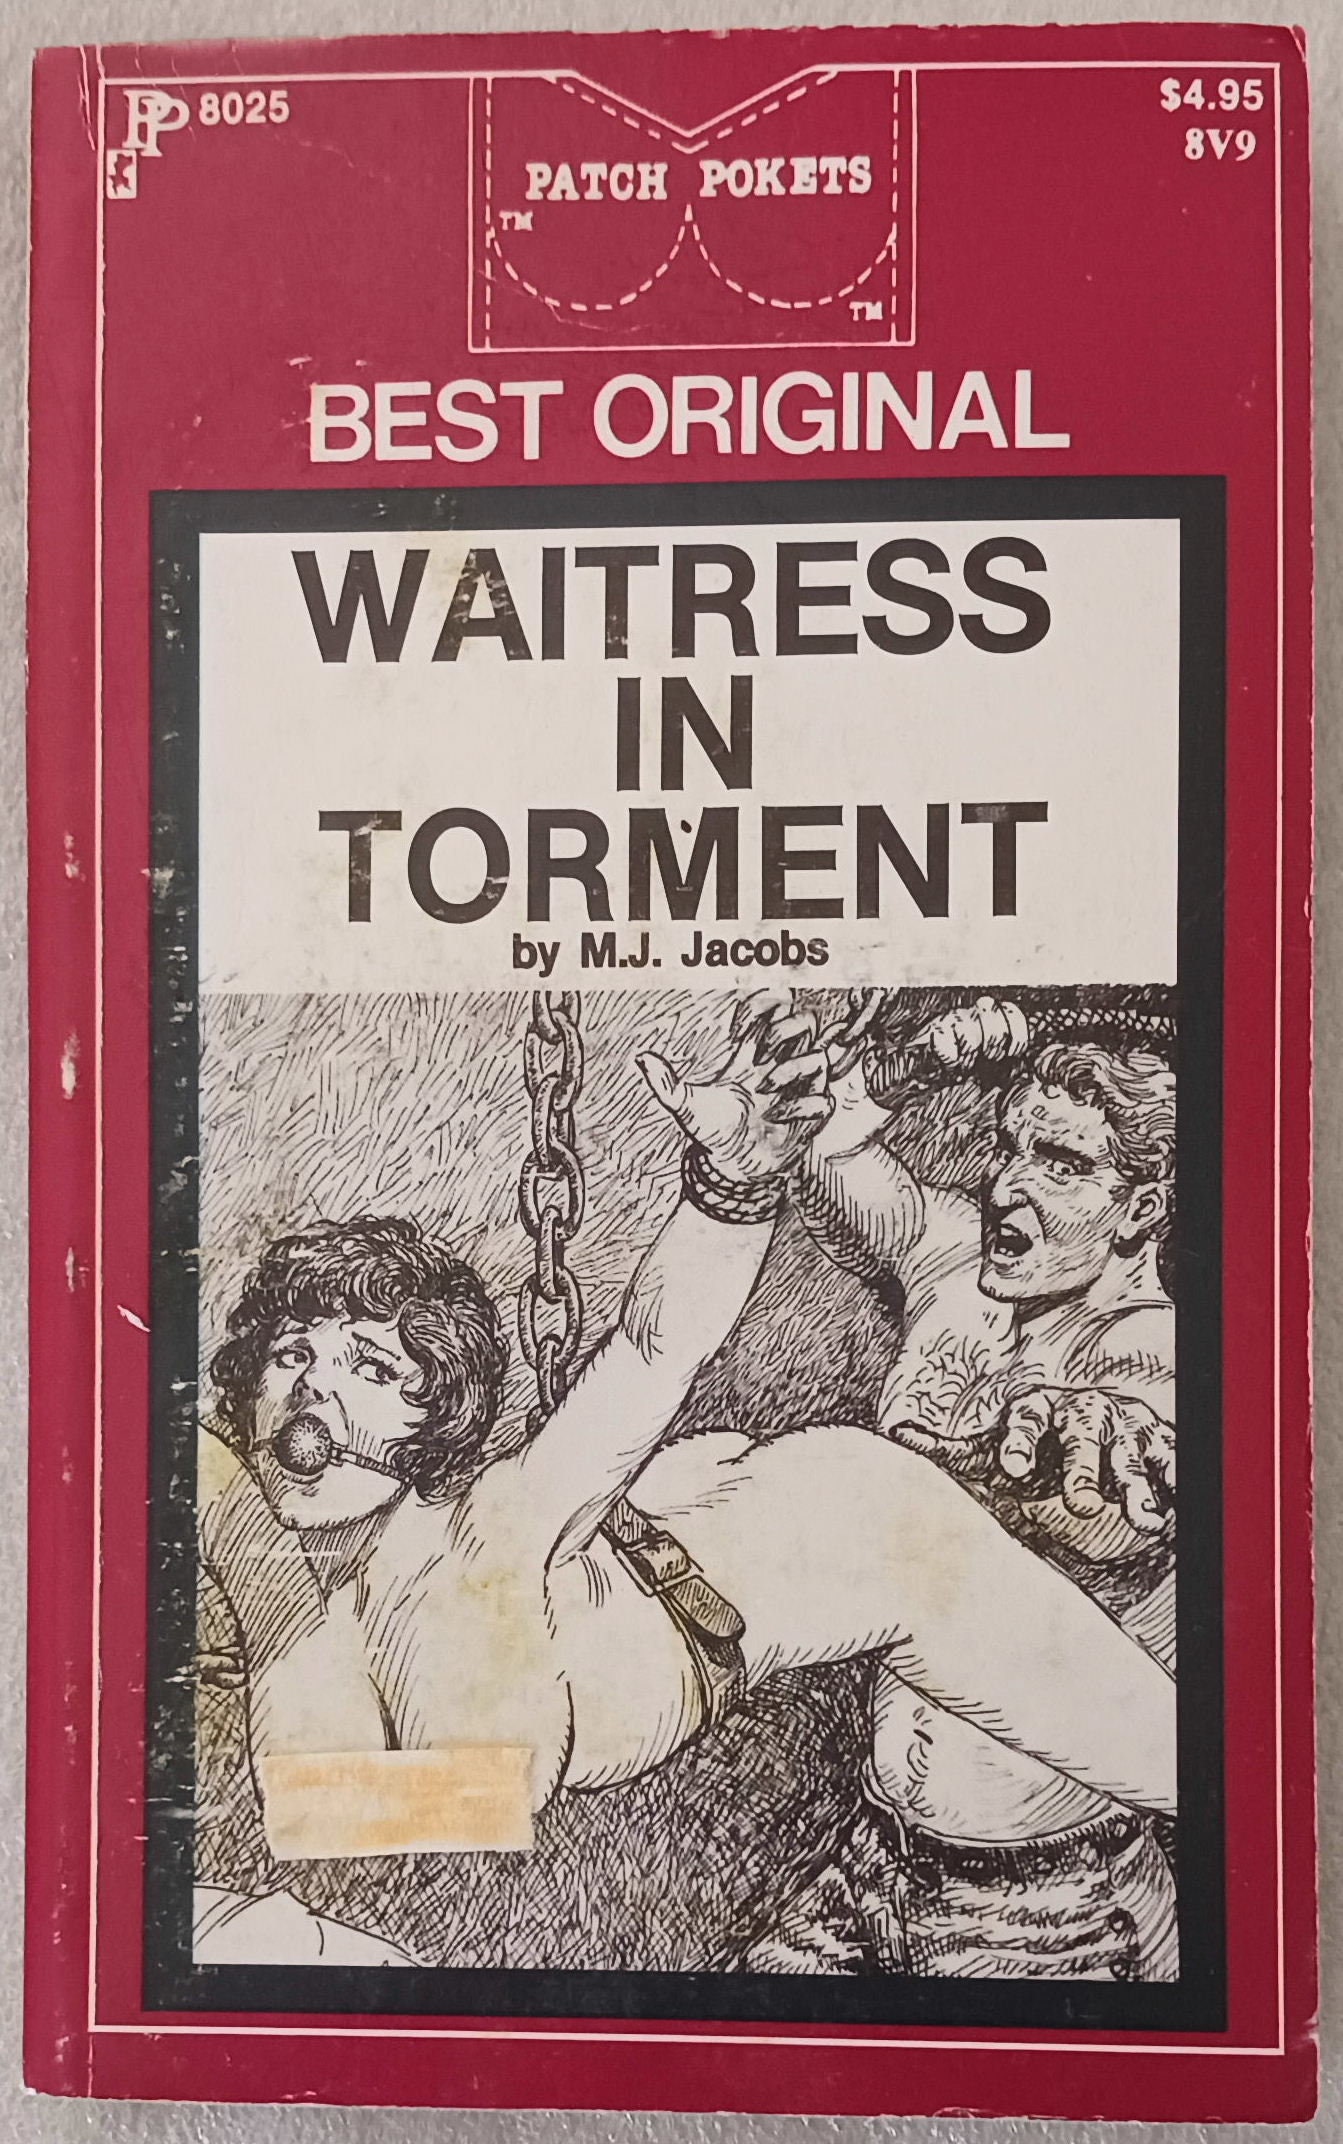 PP 8025
$4.95
8V9
PATCH POKETS
TM
TM
BEST ORIGINAL
WAITRESS
IN
TORMENT
by M.J. Jacobs